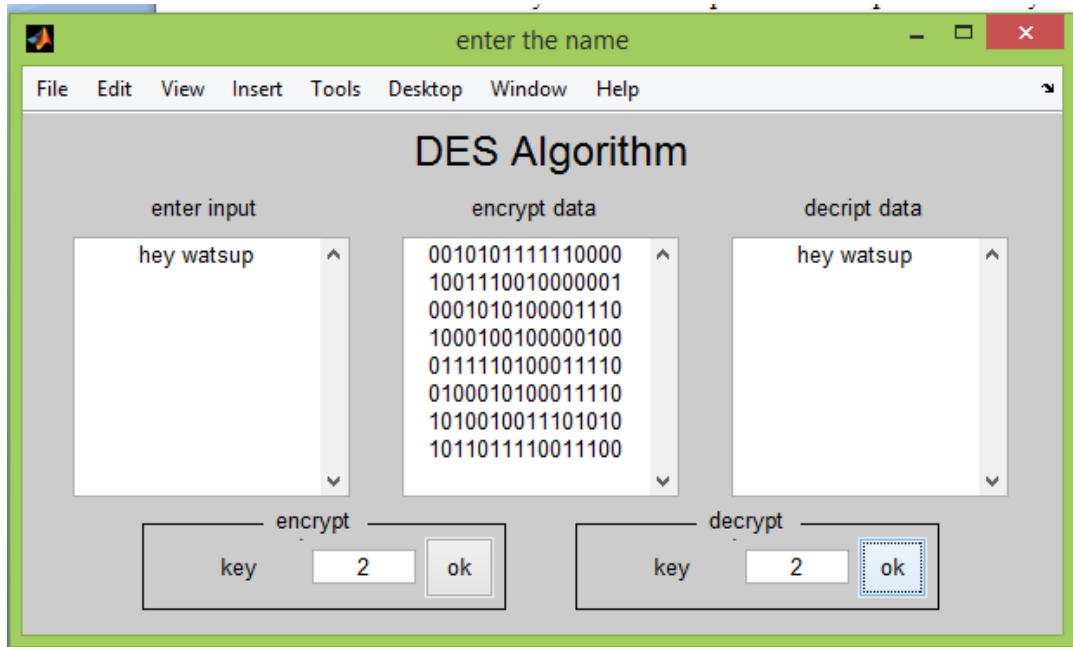 enter the name
File Edit View Insert Tools Desktop Window Help
DES Algorithm
enter input encrypt data decript data
hey watsup 0010101111110000 hey watsup
1001110010000001
0001010100001110
1000100100000100
0111110100011110
0100010100011110
1010010011101010
1011011110011100
encrypt decrypt
key 2 ok key 2 ok